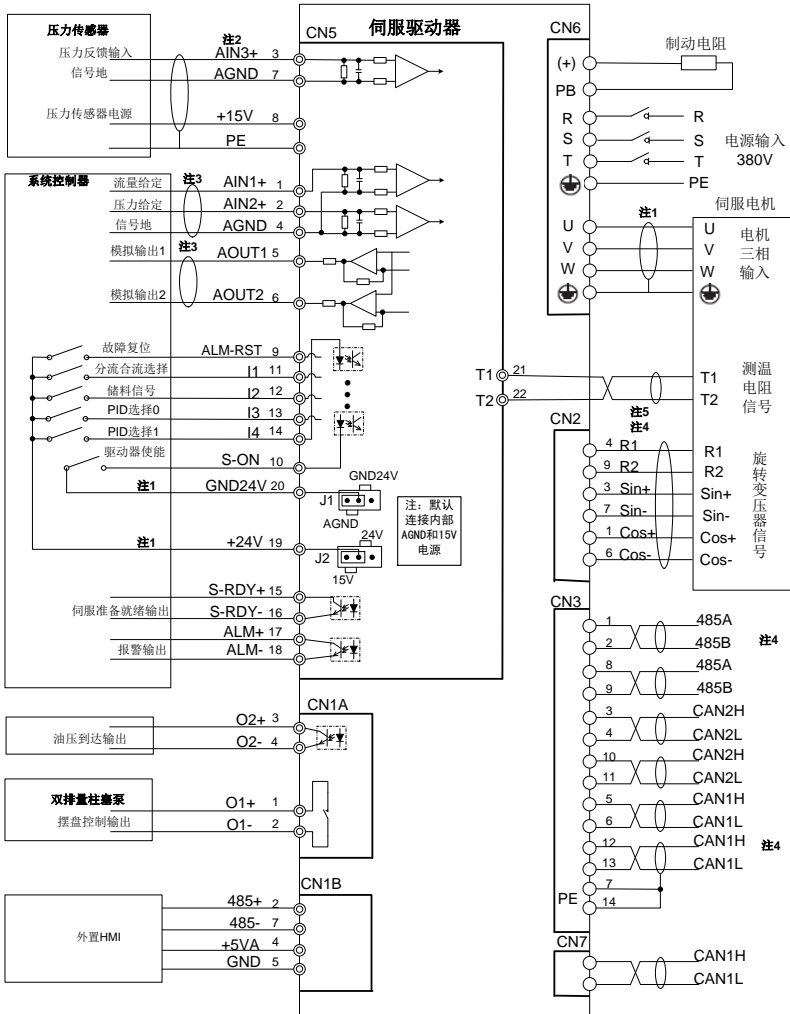 伺服驱动器
CN5
压力传感器
压力反馈输入
注2
AIN3+ 3
信号地
AGND 7
压力传感器电源
+15V 8
PE
系统控制器
流量给定
注3
AIN1+ 1
压力给定
AIN2+ 2
信号地
AGND 4
模拟输出1
注3
AOUT1 5
模拟输出2
AOUT2 6
故障复位
ALM-RST 9
分流合流选择
I1 11
储料信号
I2 12
PID选择0
I3 13
PID选择1
I4 14
驱动器使能
S-ON 10
注1
GND24V 20
GND24V
J1
AGND
注1
+24V 19
24V
J2
15V
注：默认
连接内部
AGND和15V
电源
伺服准备就绪输出
S-RDY+ 15
S-RDY- 16
报警输出
ALM+ 17
ALM- 18
T1 21
T2 22
CN1A
油压到达输出
O2+ 3
O2- 4
双排量柱塞泵
摆盘控制输出
O1+ 1
O1- 2
CN1B
外置HMI
485+ 2
485- 7
+5VA 4
GND 5
CN6
制动电阻
(+)
PB
R R
S S
T T
PE
电源输入
380V
伺服电机
注1
U U
V V
W W
电机
三相
输入
T1
T2
测温
电阻
信号
注5
注4
CN2
4 R1 R1
9 R2 R2
3 Sin+ Sin+
7 Sin- Sin-
1 Cos+ Cos+
6 Cos- Cos-
旋转变压器信号
CN3
1 485A
2 485B
注4
8 485A
9 485B
3 CAN2H
4 CAN2L
10 CAN2H
11 CAN2L
5 CAN1H
6 CAN1L
12 CAN1H
13 CAN1L
注4
PE
7
14
CN7
CAN1H
CAN1L